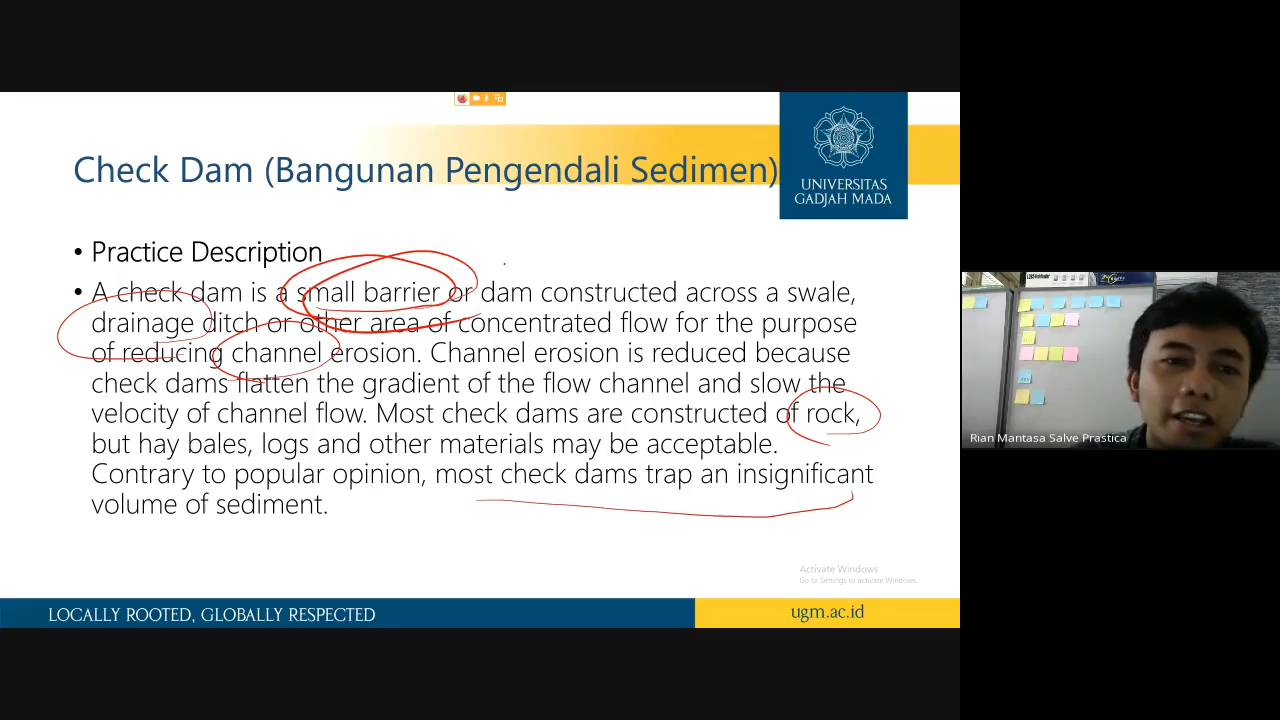 Check Dam (Bangunan Pengendali Sedimen)
UNIVERSITAS
GADJAH MADA
• Practice Description
• A check dam is a small barrier or dam constructed across a swale,
drainage ditch or other area of concentrated flow for the purpose
of reducing channel erosion. Channel erosion is reduced because
check dams flatten the gradient of the flow channel and slow the
velocity of channel flow. Most check dams are constructed of rock,
but hay bales, logs and other materials may be acceptable.
Contrary to popular opinion, most check dams trap an insignificant
volume of sediment.
Rian Mantasa Salve Prastica
Activate Windows
Go to Settings to activate Windows.
LOCALLY ROOTED, GLOBALLY RESPECTED
ugm.ac.id